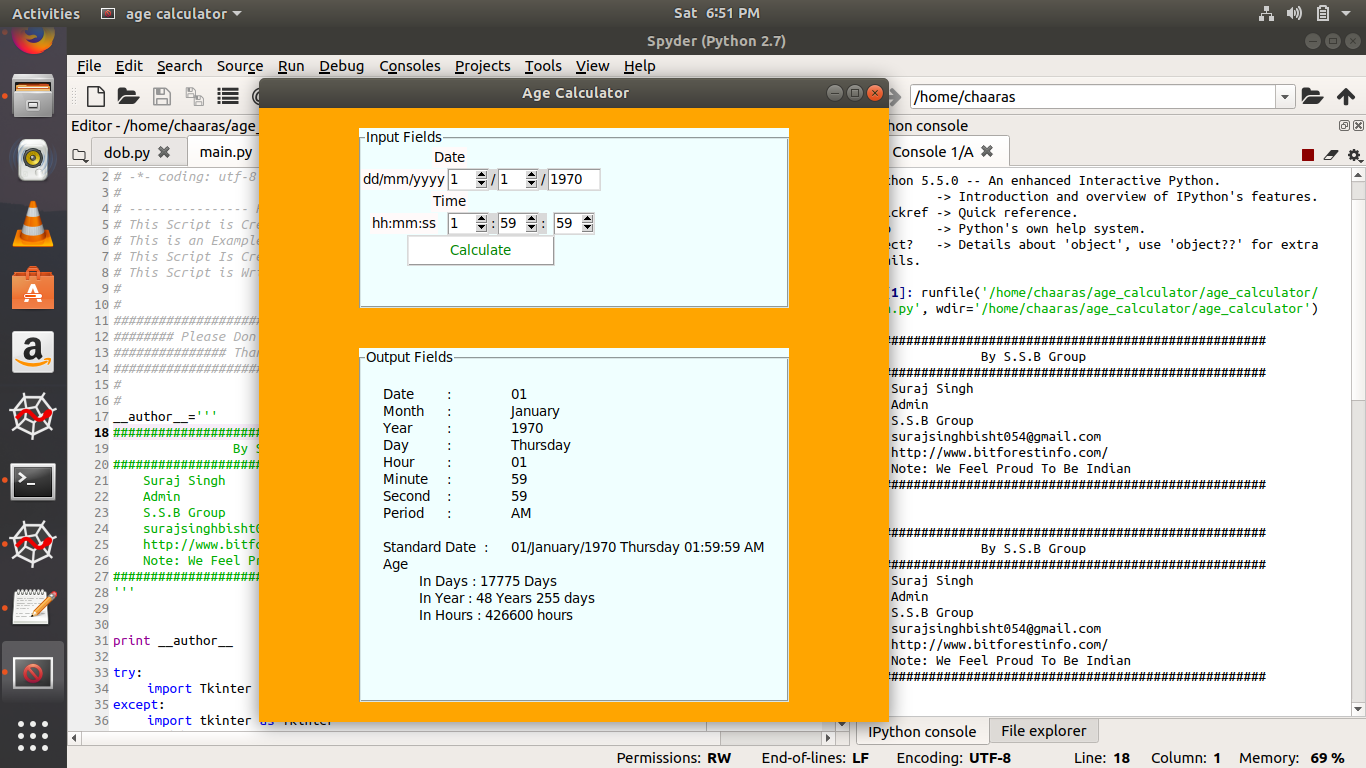 Activities age calculator Sat 6:51 PM
Spyder (Python 2.7)
File Edit Search Source Run Debug Consoles Projects Tools View Help
/home/chaaras
Editor - /home/chaaras/age_
dob.py main.py
2 # -*- coding: utf-8
3 #
4 # ----------------
5 # This Script is Cre
6 # This is an Example
7 # This Script Is Cre
8 # This Script is Wri
9 #
10 #
11 #####################
12 ######## Please Don
13 ############### Than
14 #####################
15 #
16 #
17 __author__='''
18 #####################
19 By S
20 #####################
21 Suraj Singh
22 Admin
23 S.S.B Group
24 surajsinghbisht0
25 http://www.bitfo
26 Note: We Feel Pr
27 #####################
28 '''
29
30
31 print __author__
32
33 try:
34 import Tkinter
35 except:
36 import tkinter as Tkinter
Age Calculator
Input Fields
Date
dd/mm/yyyy 1 / 1 / 1970
Time
hh:mm:ss 1 : 59 : 59
Calculate
Output Fields
Date : 01
Month : January
Year : 1970
Day : Thursday
Hour : 01
Minute : 59
Second : 59
Period : AM
Standard Date : 01/January/1970 Thursday 01:59:59 AM
Age
In Days : 17775 Days
In Year : 48 Years 255 days
In Hours : 426600 hours
hon console
Console 1/A
hon 5.5.0 -- An enhanced Interactive Python.
-> Introduction and overview of IPython's features.
ckref -> Quick reference.
-> Python's own help system.
ect? -> Details about 'object', use 'object??' for extra
ails.
1]: runfile('/home/chaaras/age_calculator/age_calculator/
n.py', wdir='/home/chaaras/age_calculator/age_calculator')
##################################################
By S.S.B Group
##################################################
Suraj Singh
Admin
S.S.B Group
surajsinghbisht054@gmail.com
http://www.bitforestinfo.com/
Note: We Feel Proud To Be Indian
##################################################
##################################################
By S.S.B Group
##################################################
Suraj Singh
Admin
S.S.B Group
surajsinghbisht054@gmail.com
http://www.bitforestinfo.com/
Note: We Feel Proud To Be Indian
##################################################
IPython console File explorer
Permissions: RW End-of-lines: LF Encoding: UTF-8 Line: 18 Column: 1 Memory: 69 %